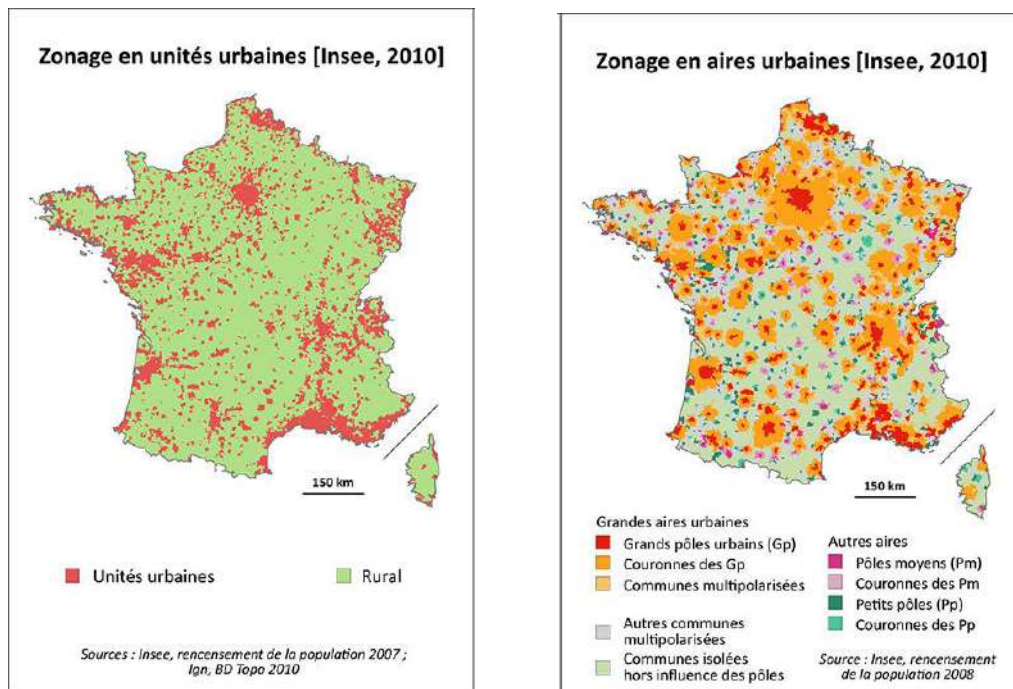 Zonage en unités urbaines [Insee, 2010]
150 km
Unités urbaines
Rural
Sources : Insee, rencensement de la population 2007 ;
Ign, BD Topo 2010
Zonage en aires urbaines [Insee, 2010]
150 km
Grandes aires urbaines
Grands pôles urbains (Gp)
Couronnes des Gp
Communes multipolarisées
Autres communes
multipolarisées
Communes isolées
hors influence des pôles
Autres aires
Pôles moyens (Pm)
Couronnes des Pm
Petits pôles (Pp)
Couronnes des Pp
Source : Insee, rencensement
de la population 2008